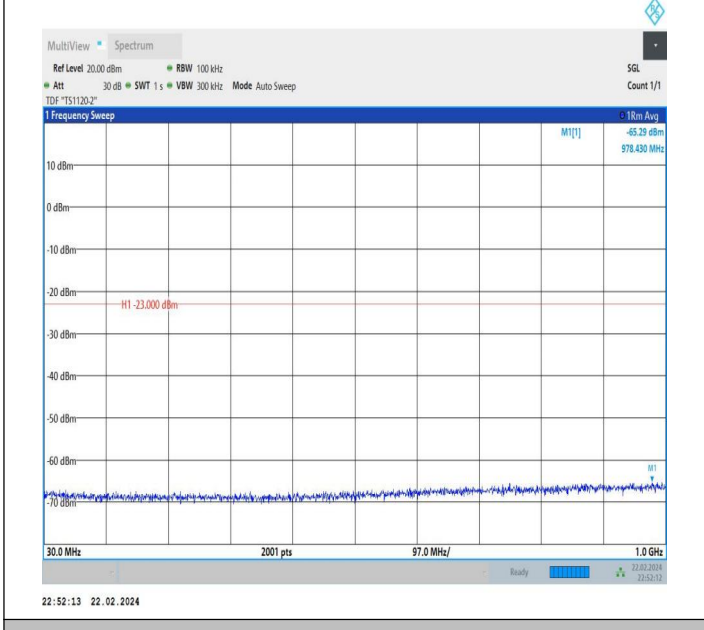 MultiView Spectrum
Ref Level 20.00 dBm RBW 100 kHz SGL
Att 30 dB SWT 1 s VBW 300 kHz Mode Auto Sweep Count 1/1
TDF "TS1120-2"
1 Frequency Sweep 1Rm Avg
M1[1] -65.29 dBm
978.430 MHz
10 dBm
0 dBm
-10 dBm
-20 dBm
H1 -23.000 dBm
-30 dBm
-40 dBm
-50 dBm
-60 dBm
M1
-70 dBm
30.0 MHz 2001 pts 97.0 MHz/ 1.0 GHz
Ready 22.02.2024
22:52:12
22:52:13 22.02.2024